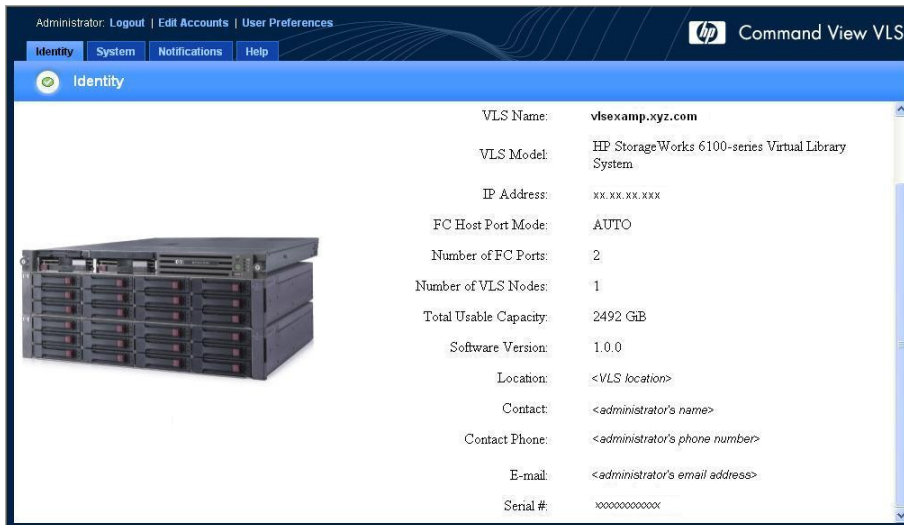 Administrator: Logout | Edit Accounts | User Preferences
hp Command View VLS
Identity System Notifications Help
Identity
VLS Name: vlsexamp.xyz.com
VLS Model: HP StorageWorks 6100-series Virtual Library
System
IP Address: xx.xx.xx.xxx
FC Host Port Mode: AUTO
Number of FC Ports: 2
Number of VLS Nodes: 1
Total Usable Capacity: 2492 GiB
Software Version: 1.0.0
Location: <VLS location>
Contact: <administrator's name>
Contact Phone: <administrator's phone number>
E-mail: <administrator's email address>
Serial #: xxxxxxxxxxxx